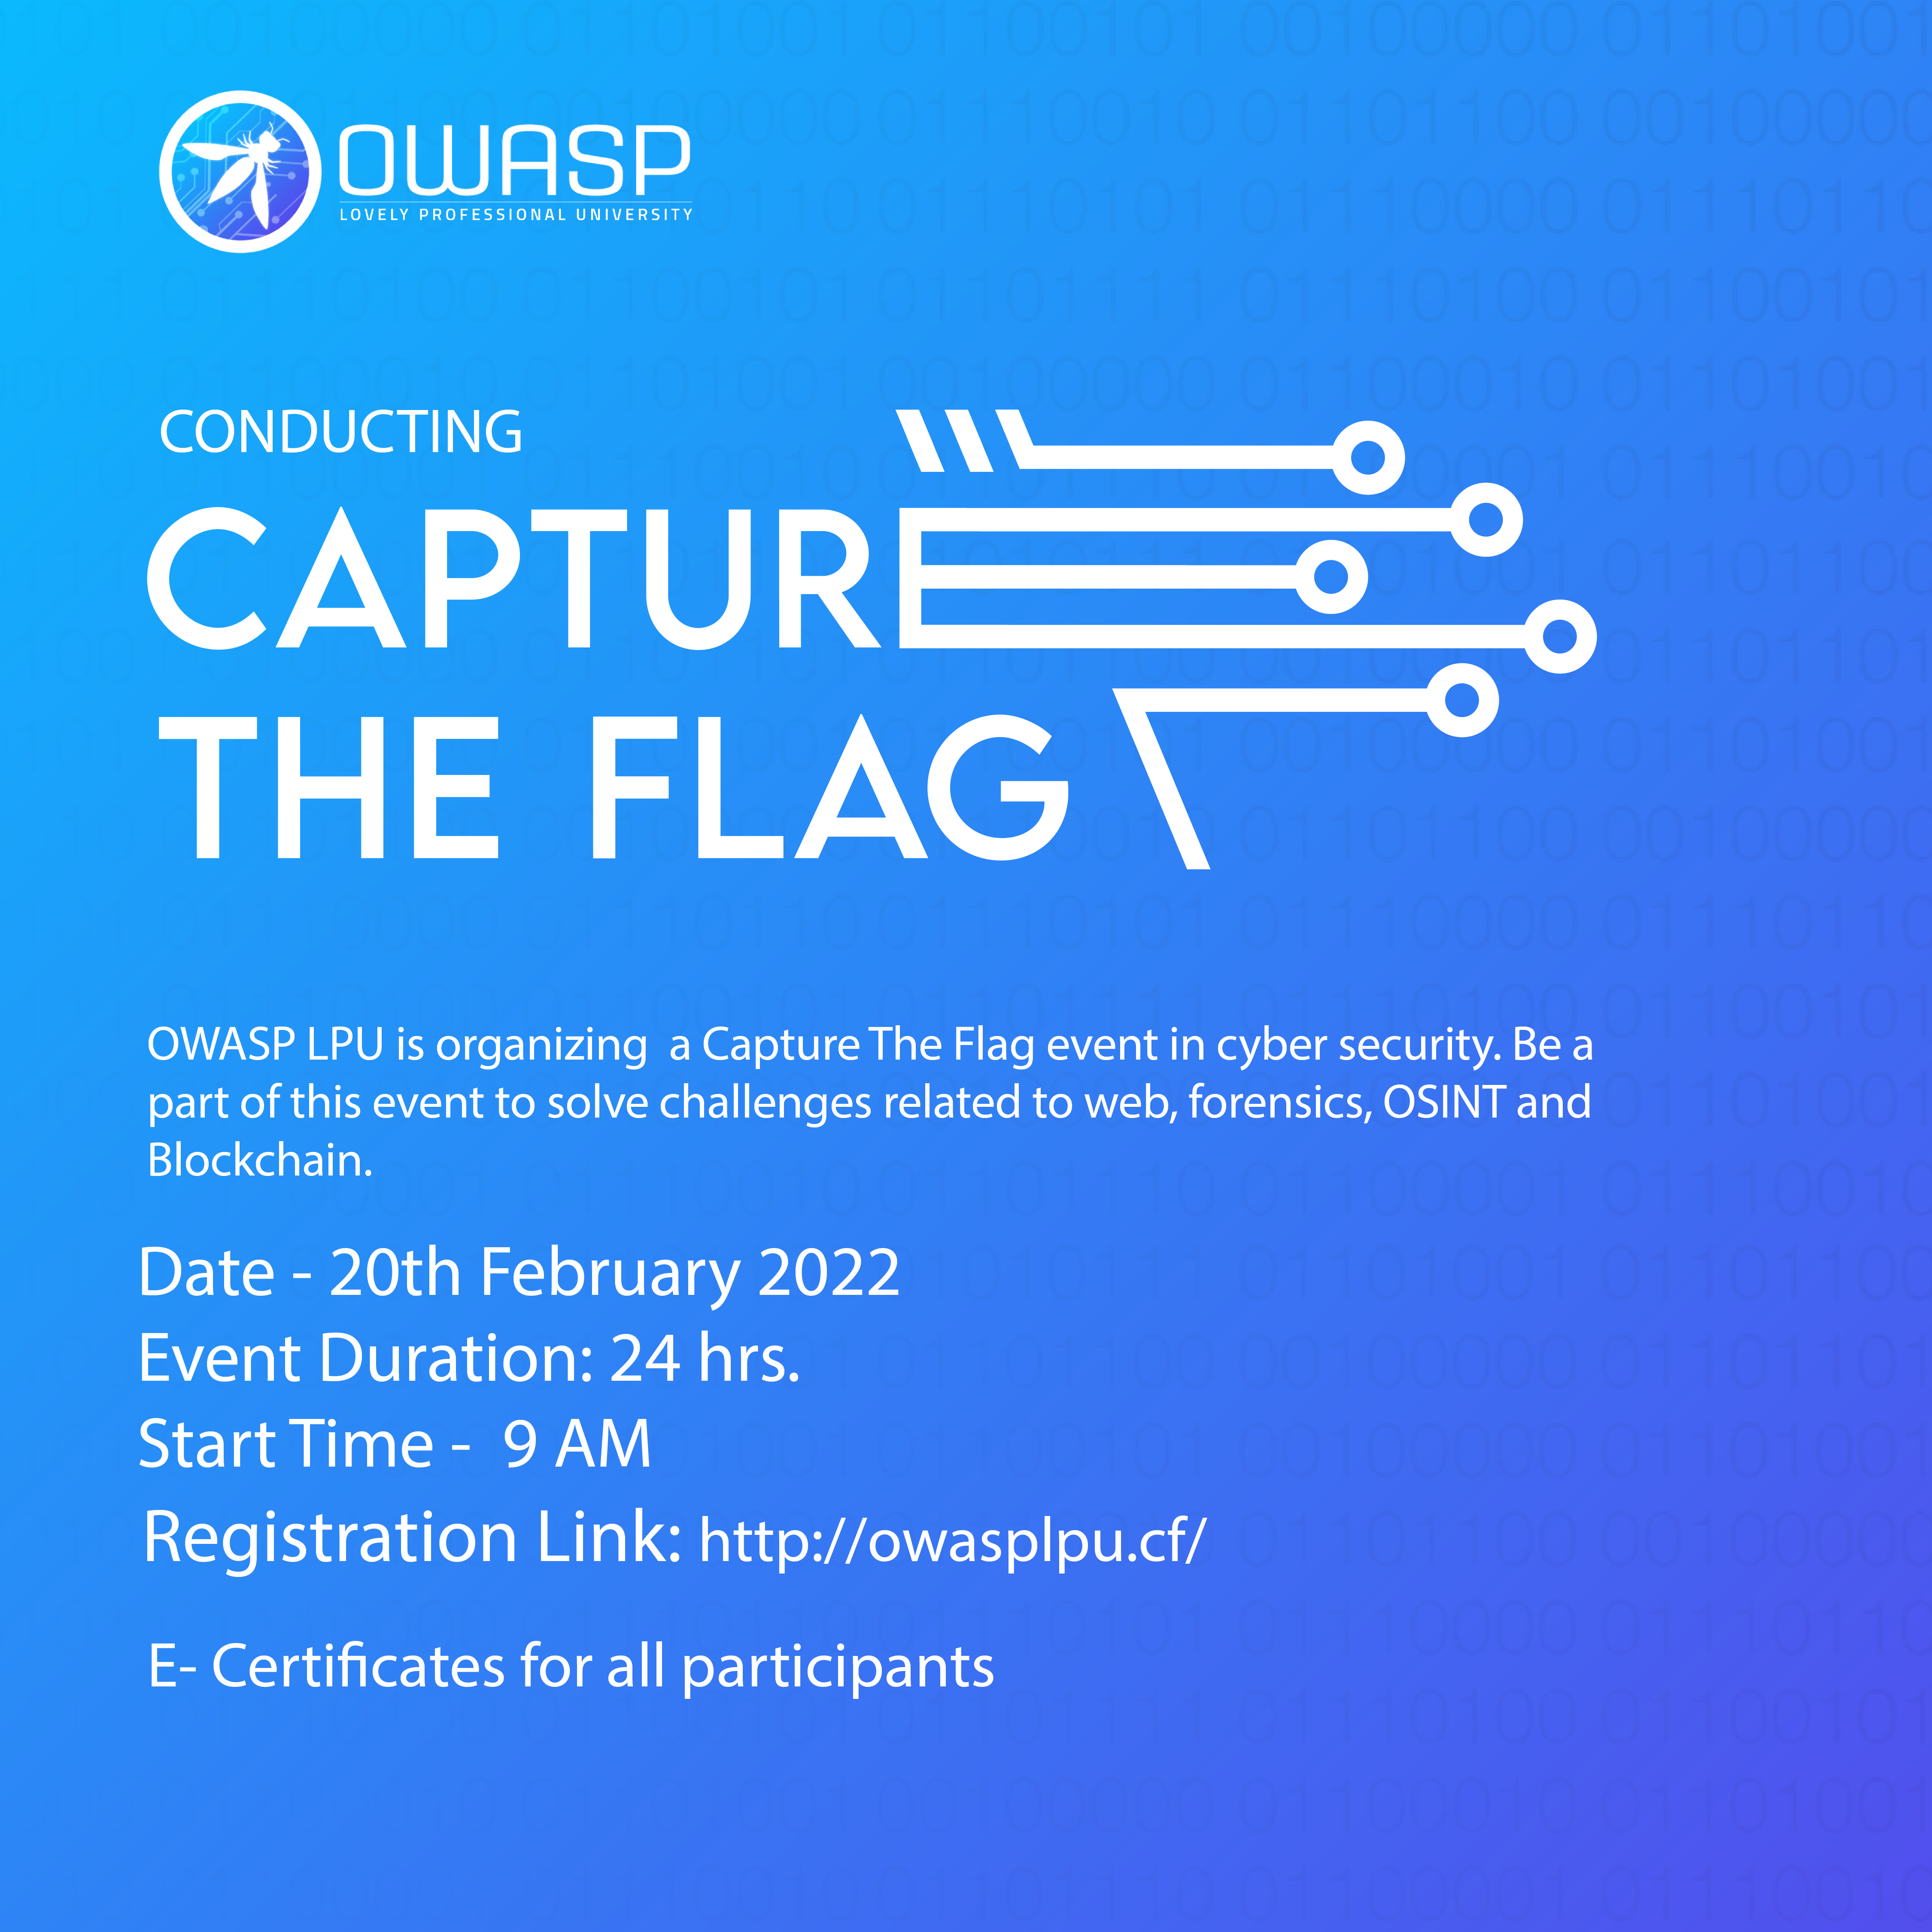 OWASP
LOVELY PROFESSIONAL UNIVERSITY
CONDUCTING
CAPTURE
THE FLAG
OWASP LPU is organizing a Capture The Flag event in cyber security. Be a
part of this event to solve challenges related to web, forensics, OSINT and
Blockchain.
Date - 20th February 2022
Event Duration: 24 hrs.
Start Time - 9 AM
Registration Link: http://owasplpu.cf/
E- Certificates for all participants